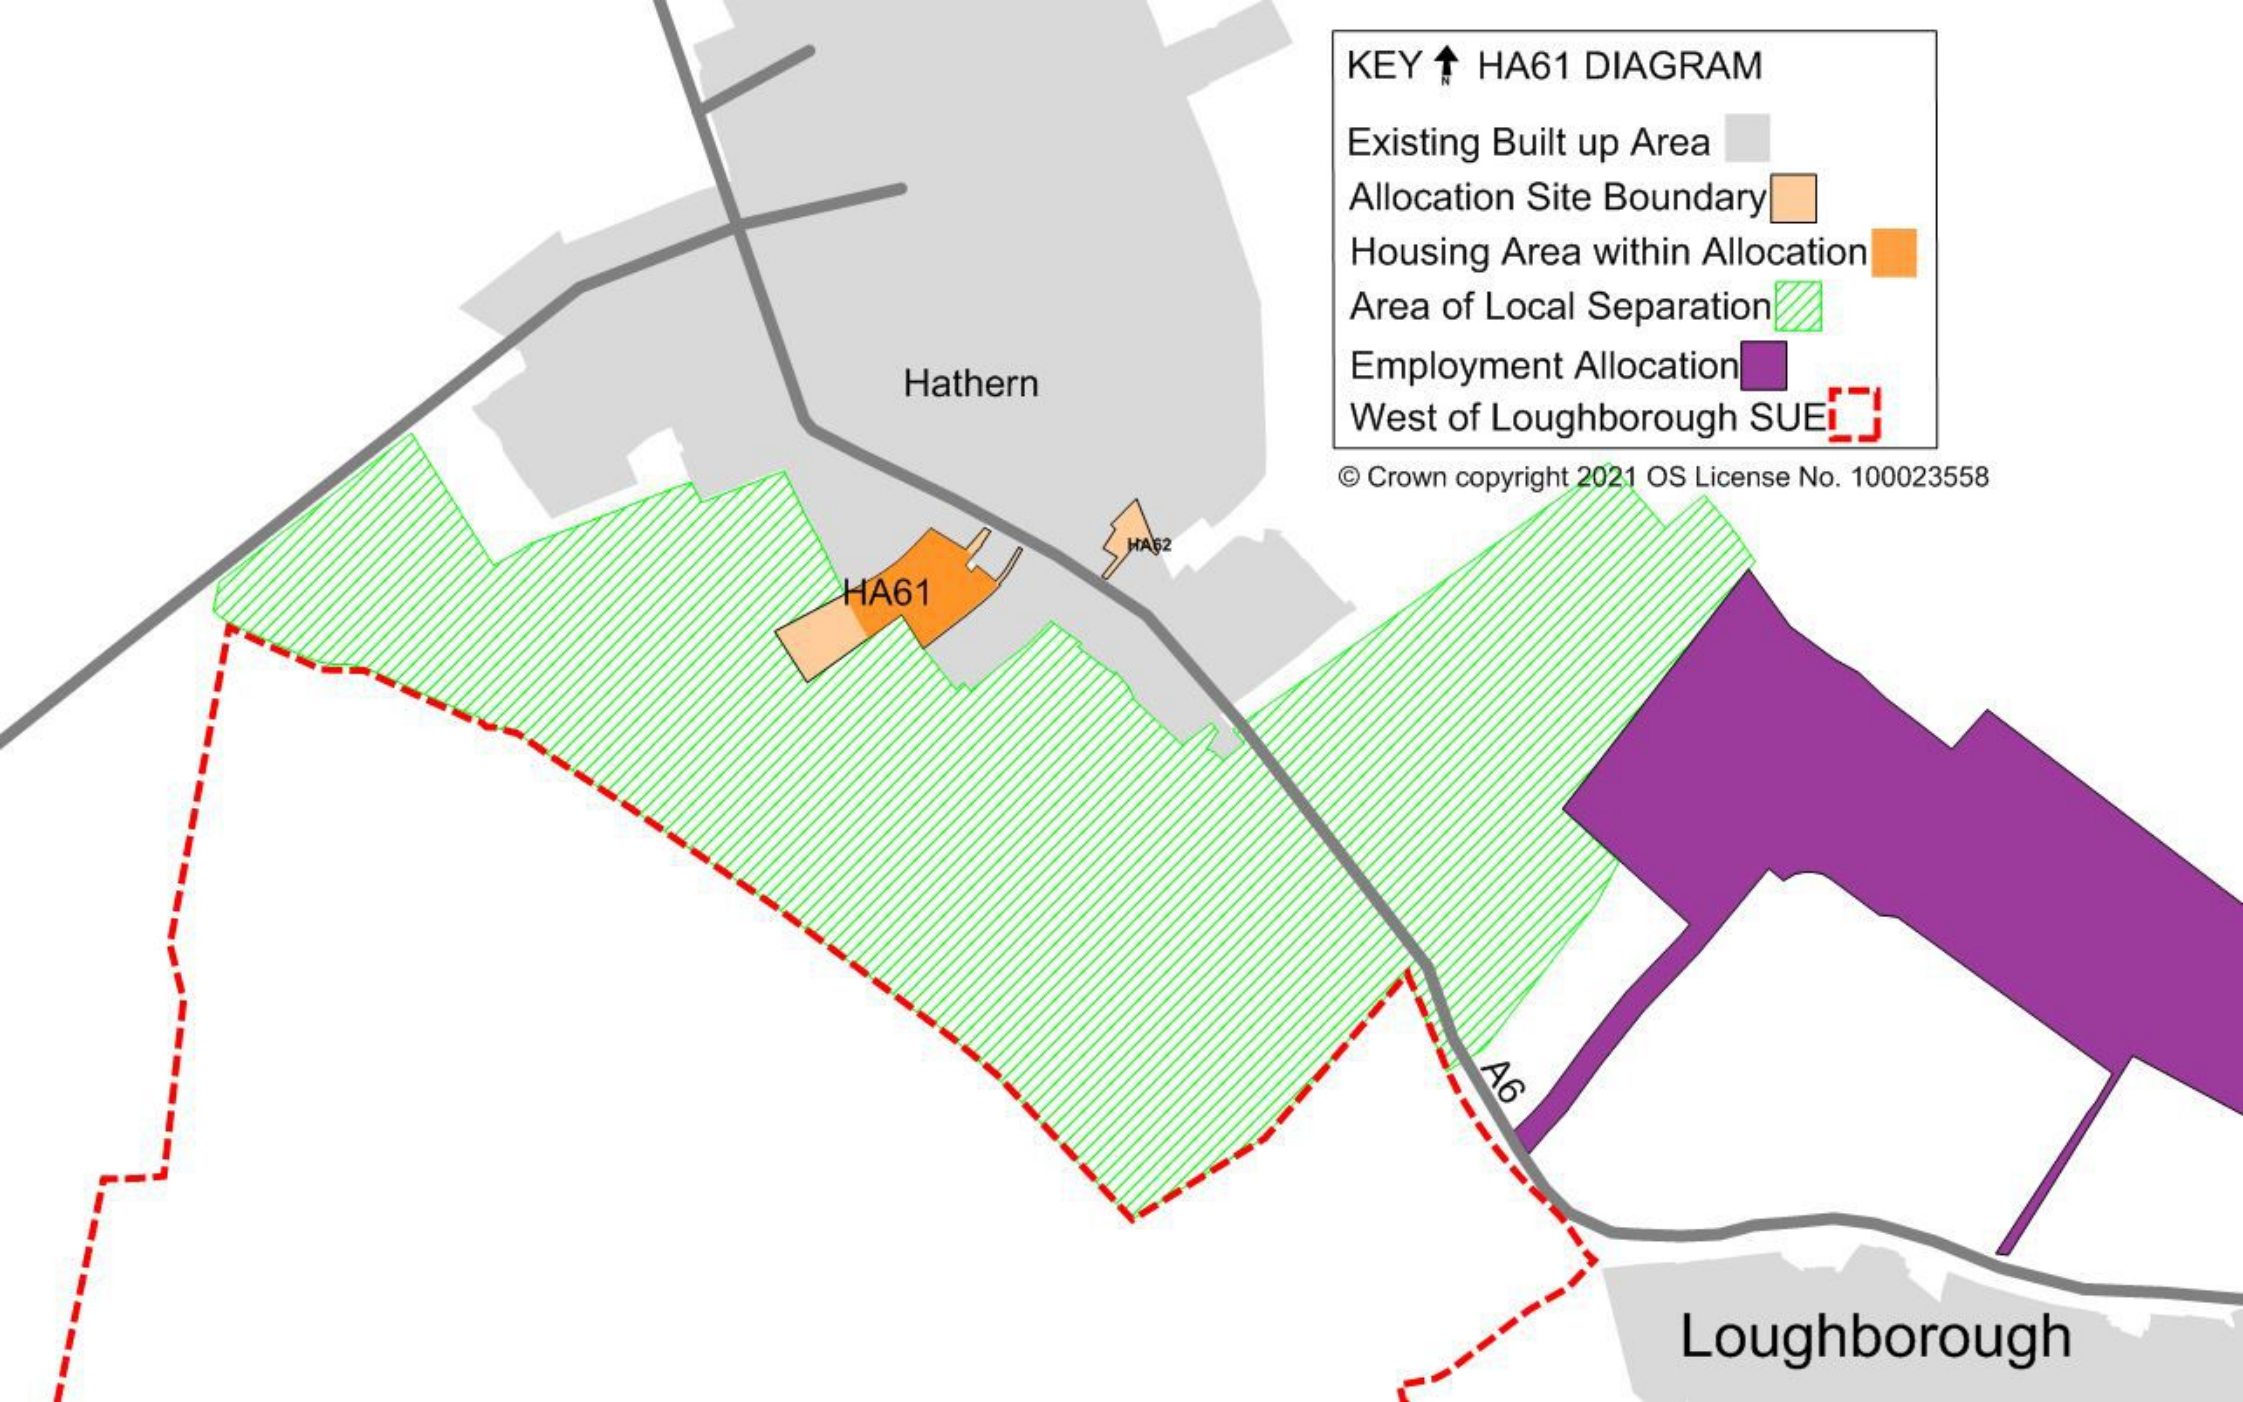 KEY N HA61 DIAGRAM
Existing Built up Area
Allocation Site Boundary
Housing Area within Allocation
Area of Local Separation
Employment Allocation
West of Loughborough SUE
© Crown copyright 2021 OS License No. 100023558
Hathern
HA62
HA61
A6
Loughborough